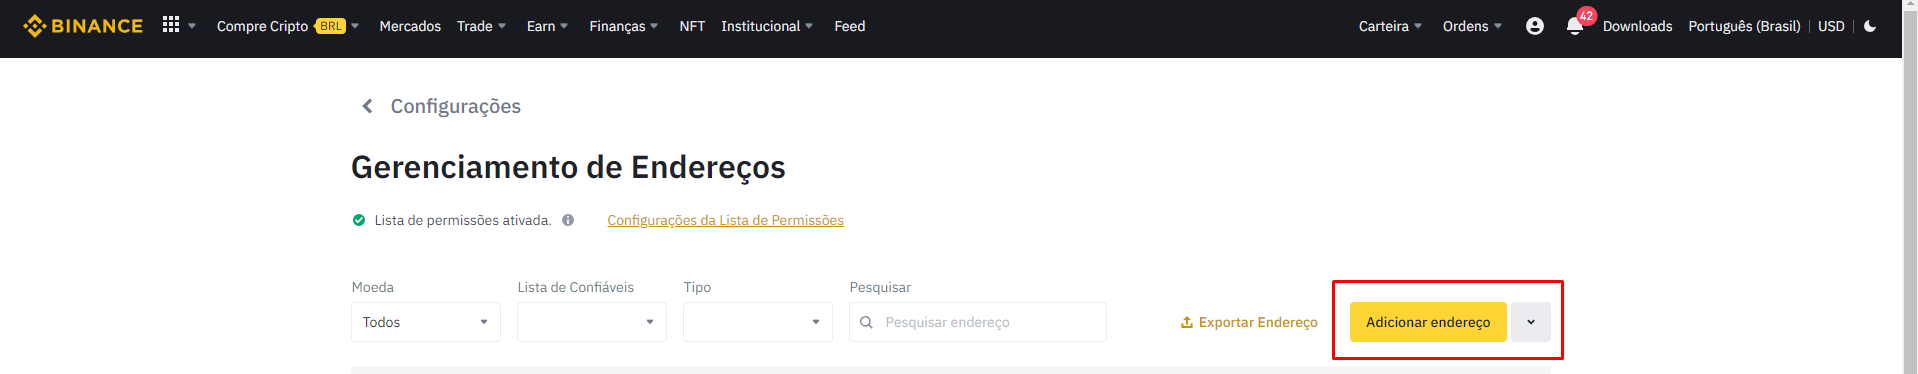 BINANCE Compre Cripto BRL Mercados Trade Earn Finanças NFT Institucional Feed Carteira Ordens 42 Downloads Português (Brasil) USD
Configurações
Gerenciamento de Endereços
Lista de permissões ativada. Configurações da Lista de Permissões
Moeda Lista de Confiáveis Tipo Pesquisar
Todos Pesquisar endereço Exportar Endereço Adicionar endereço